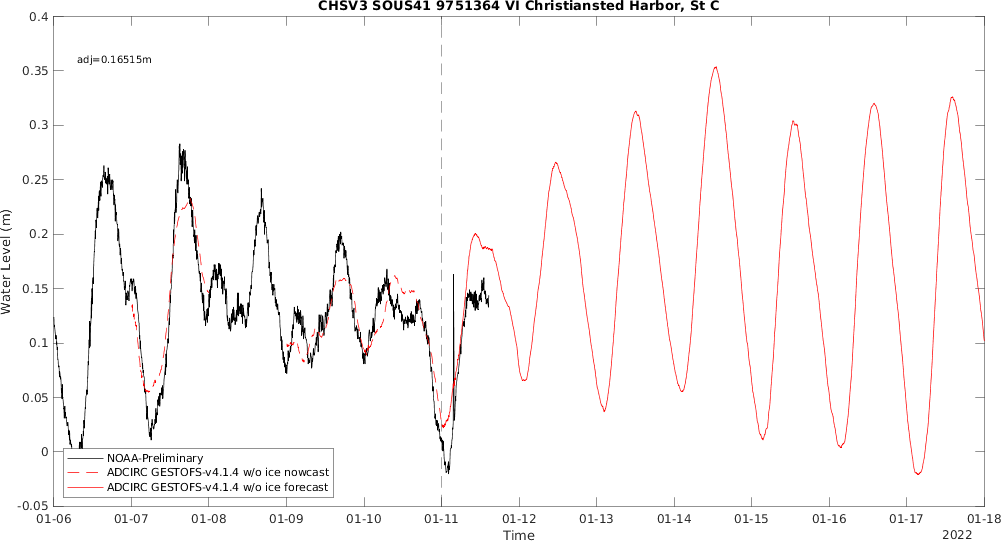 CHSV3 SOUS41 9751364 VI Christiansted Harbor, St C
0.4
adj=0.16515m
0.35
0.3
0.25
0.2
0.15
0.1
0.05
0
-0.05
Water Level (m)
NOAA-Preliminary
ADCIRC GESTOFS-v4.1.4 w/o ice nowcast
ADCIRC GESTOFS-v4.1.4 w/o ice forecast
01-06 01-07 01-08 01-09 01-10 01-11 01-12 01-13 01-14 01-15 01-16 01-17 01-18
Time
2022